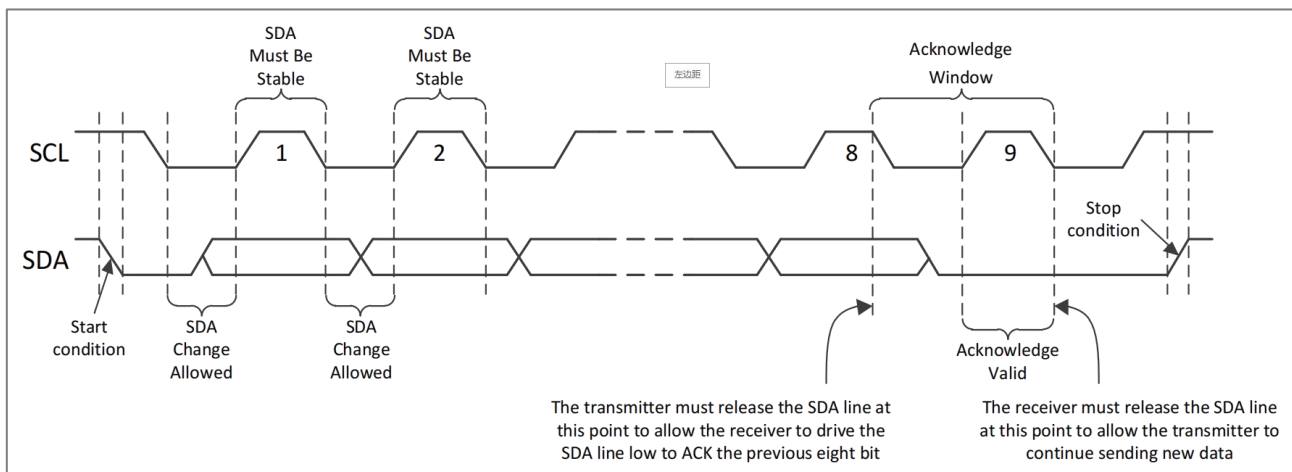 SDA
Must Be
Stable
SDA
Must Be
Stable
左边距
Acknowledge
Window
SCL
1
2
8
9
SDA
Stop
condition
Start
condition
SDA
Change
Allowed
SDA
Change
Allowed
Acknowledge
Valid
The transmitter must release the SDA line at
this point to allow the receiver to drive the
SDA line low to ACK the previous eight bit
The receiver must release the SDA line
at this point to allow the transmitter to
continue sending new data